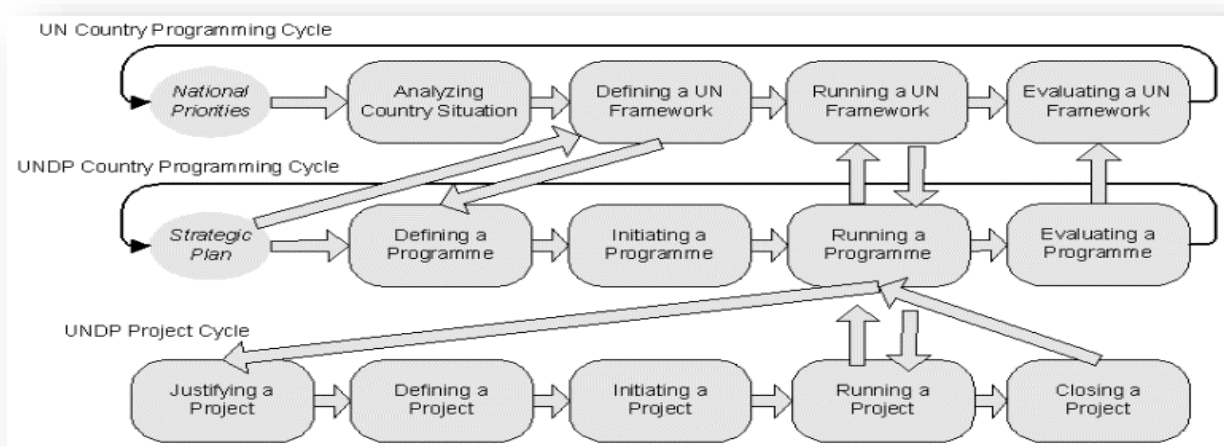 UN Country Programming Cycle
National
Priorities
Analyzing
Country Situation
Defining a UN
Framework
Running a UN
Framework
Evaluating a UN
Framework
UNDP Country Programming Cycle
Strategic
Plan
Defining a
Programme
Initiating a
Programme
Running a
Programme
Evaluating a
Programme
UNDP Project Cycle
Justifying a
Project
Defining a
Project
Initiating a
Project
Running a
Project
Closing a
Project